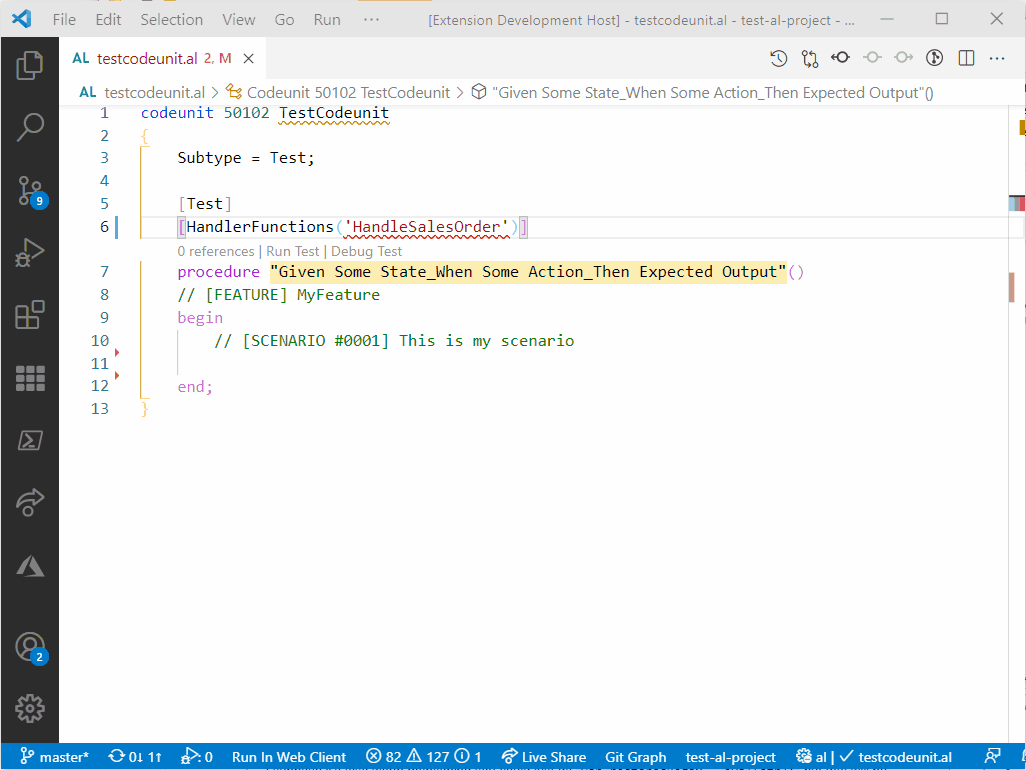 File Edit Selection View Go Run ··· [Extension Development Host] - testcodeunit.al - test-al-project - ...
AL testcodeunit.al 2, M
AL testcodeunit.al > Codeunit 50102 TestCodeunit > "Given Some State_When Some Action_Then Expected Output"()
1 codeunit 50102 TestCodeunit
2 {
3 Subtype = Test;
4
5 [Test]
6 [HandlerFunctions('HandleSalesOrder')]
0 references | Run Test | Debug Test
7 procedure "Given Some State_When Some Action_Then Expected Output"()
8 // [FEATURE] MyFeature
9 begin
10 // [SCENARIO #0001] This is my scenario
11
12 end;
13 }
9
2
master* 0↓ 1↑ 0 Run In Web Client 82 127 1 Live Share Git Graph test-al-project al | testcodeunit.al